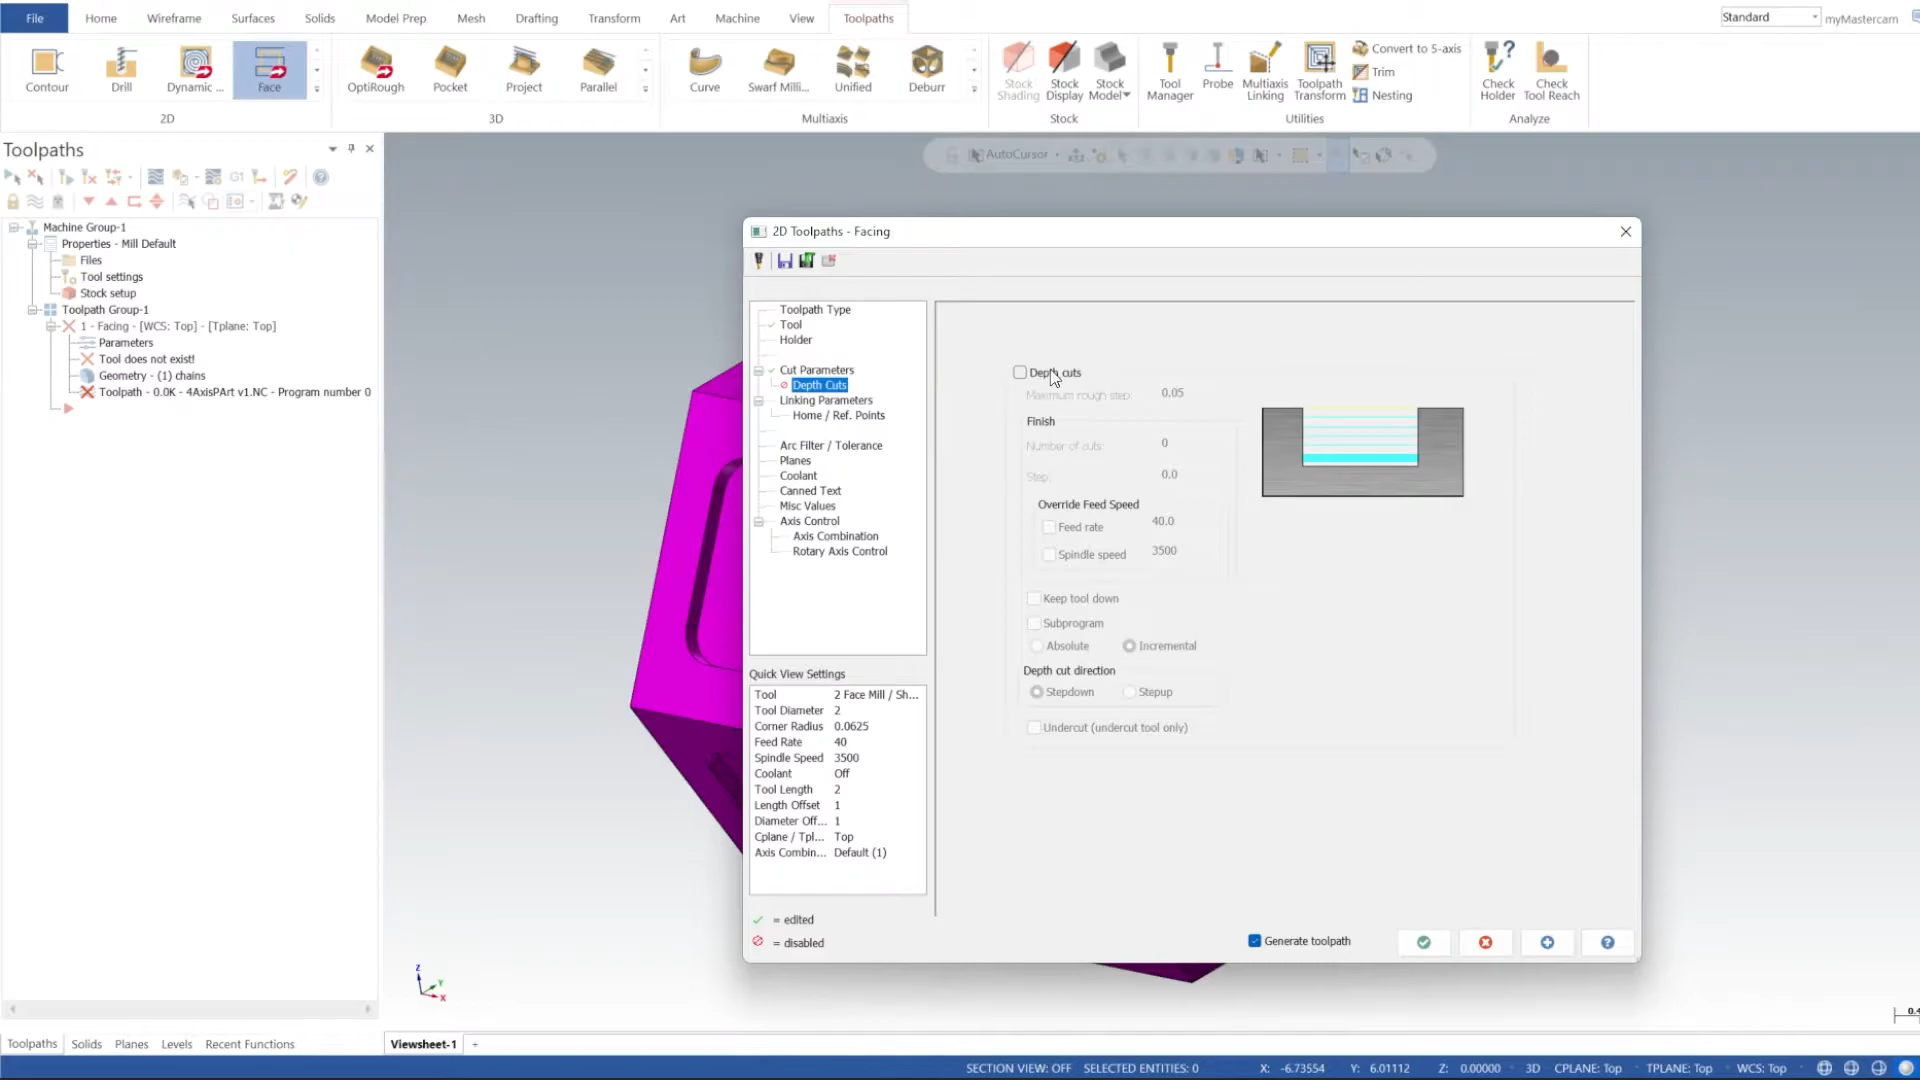 File Home Wireframe Surfaces Solids Model Prep Mesh Drafting Transform Art Machine View Toolpaths Standard myMastercam
Contour Drill Dynamic ... Face OptiRough Pocket Project Parallel Curve Swarf Milli... Unified Deburr Stock Shading Stock Display Stock Model Tool Manager Probe Multiaxis Linking Toolpath Transform Convert to 5-axis Trim Nesting Check Holder Check Tool Reach
2D 3D Multiaxis Stock Utilities Analyze
Toolpaths
AutoCursor
G1
Machine Group-1
Properties - Mill Default
Files
Tool settings
Stock setup
Toolpath Group-1
1 - Facing - [WCS: Top] - [Tplane: Top]
Parameters
Tool does not exist!
Geometry - (1) chains
Toolpath - 0.0K - 4AxisPArt v1.NC - Program number 0
2D Toolpaths - Facing
Toolpath Type
Tool
Holder
Cut Parameters
Depth Cuts
Linking Parameters
Home / Ref. Points
Arc Filter / Tolerance
Planes
Coolant
Canned Text
Misc Values
Axis Control
Axis Combination
Rotary Axis Control
Quick View Settings
Tool 2 Face Mill / Sh...
Tool Diameter 2
Corner Radius 0.0625
Feed Rate 40
Spindle Speed 3500
Coolant Off
Tool Length 2
Length Offset 1
Diameter Off... 1
Cplane / Tpl... Top
Axis Combin... Default (1)
= edited
= disabled
Depth cuts
Maximum rough step: 0.05
Finish
Number of cuts: 0
Step: 0.0
Override Feed Speed
Feed rate 40.0
Spindle speed 3500
Keep tool down
Subprogram
Absolute Incremental
Depth cut direction
Stepdown Stepup
Undercut (undercut tool only)
Generate toolpath
Z
Y
X
0.4
Toolpaths Solids Planes Levels Recent Functions Viewsheet-1 +
SECTION VIEW: OFF SELECTED ENTITIES: 0 X: -6.73554 Y: 6.01112 Z: 0.00000 3D CPLANE: Top TPLANE: Top WCS: Top